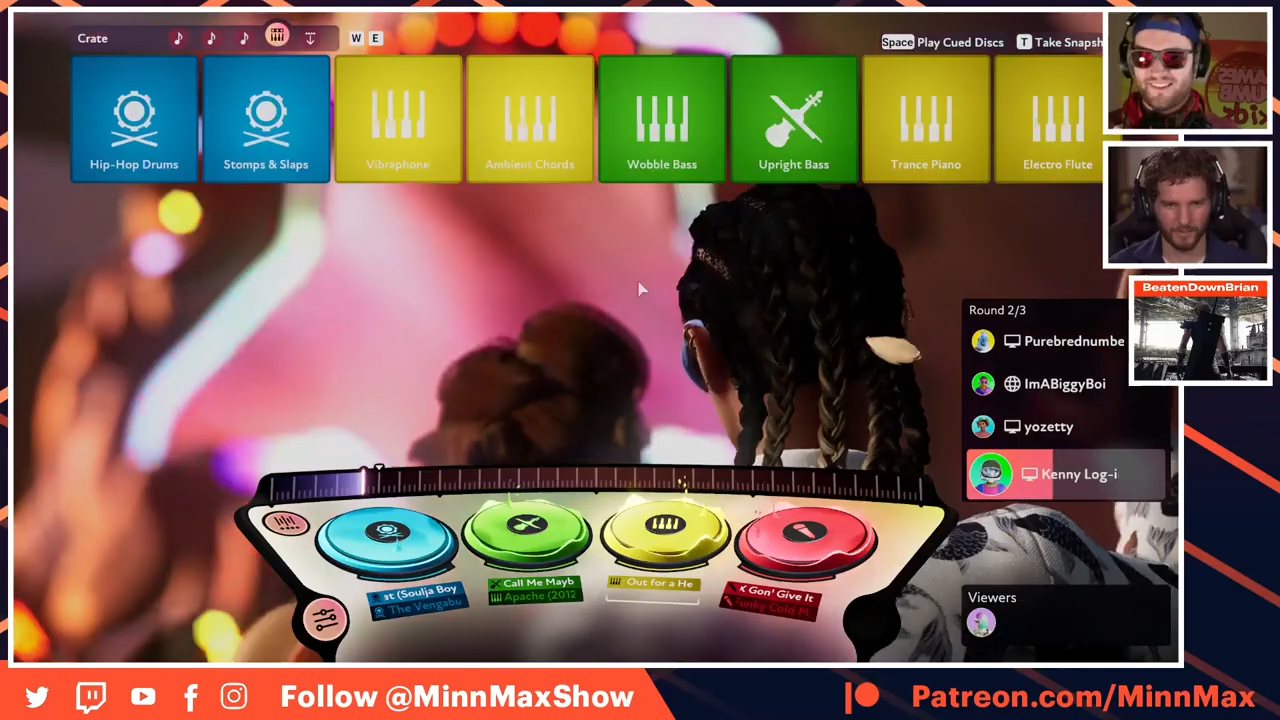 Crate
W E
Space Play Cued Discs T Take Snapsh
Hip-Hop Drums
Stomps & Slaps
Vibraphone
Ambient Chords
Wobble Bass
Upright Bass
Trance Piano
Electro Flute
BeatenDownBrian
Round 2/3
Purebrednumbe
ImABiggyBoi
yozetty
Kenny Log-i
at (Soulja Boy
The Vengabu
Call Me Mayb
Apache (2012
Out for a He
K Gon' Give It
Funky Cold M
Viewers
Follow @MinnMaxShow
Patreon.com/MinnMax